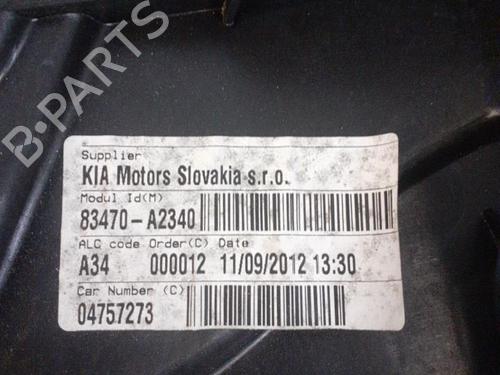 B-PARTS
Supplier
KIA Motors Slovakia s.r.o.
Modul Id(M)
83470-A2340
ALC code Order(C) Date
A34 000012 11/09/2012 13:30
Car Number (C)
04757273